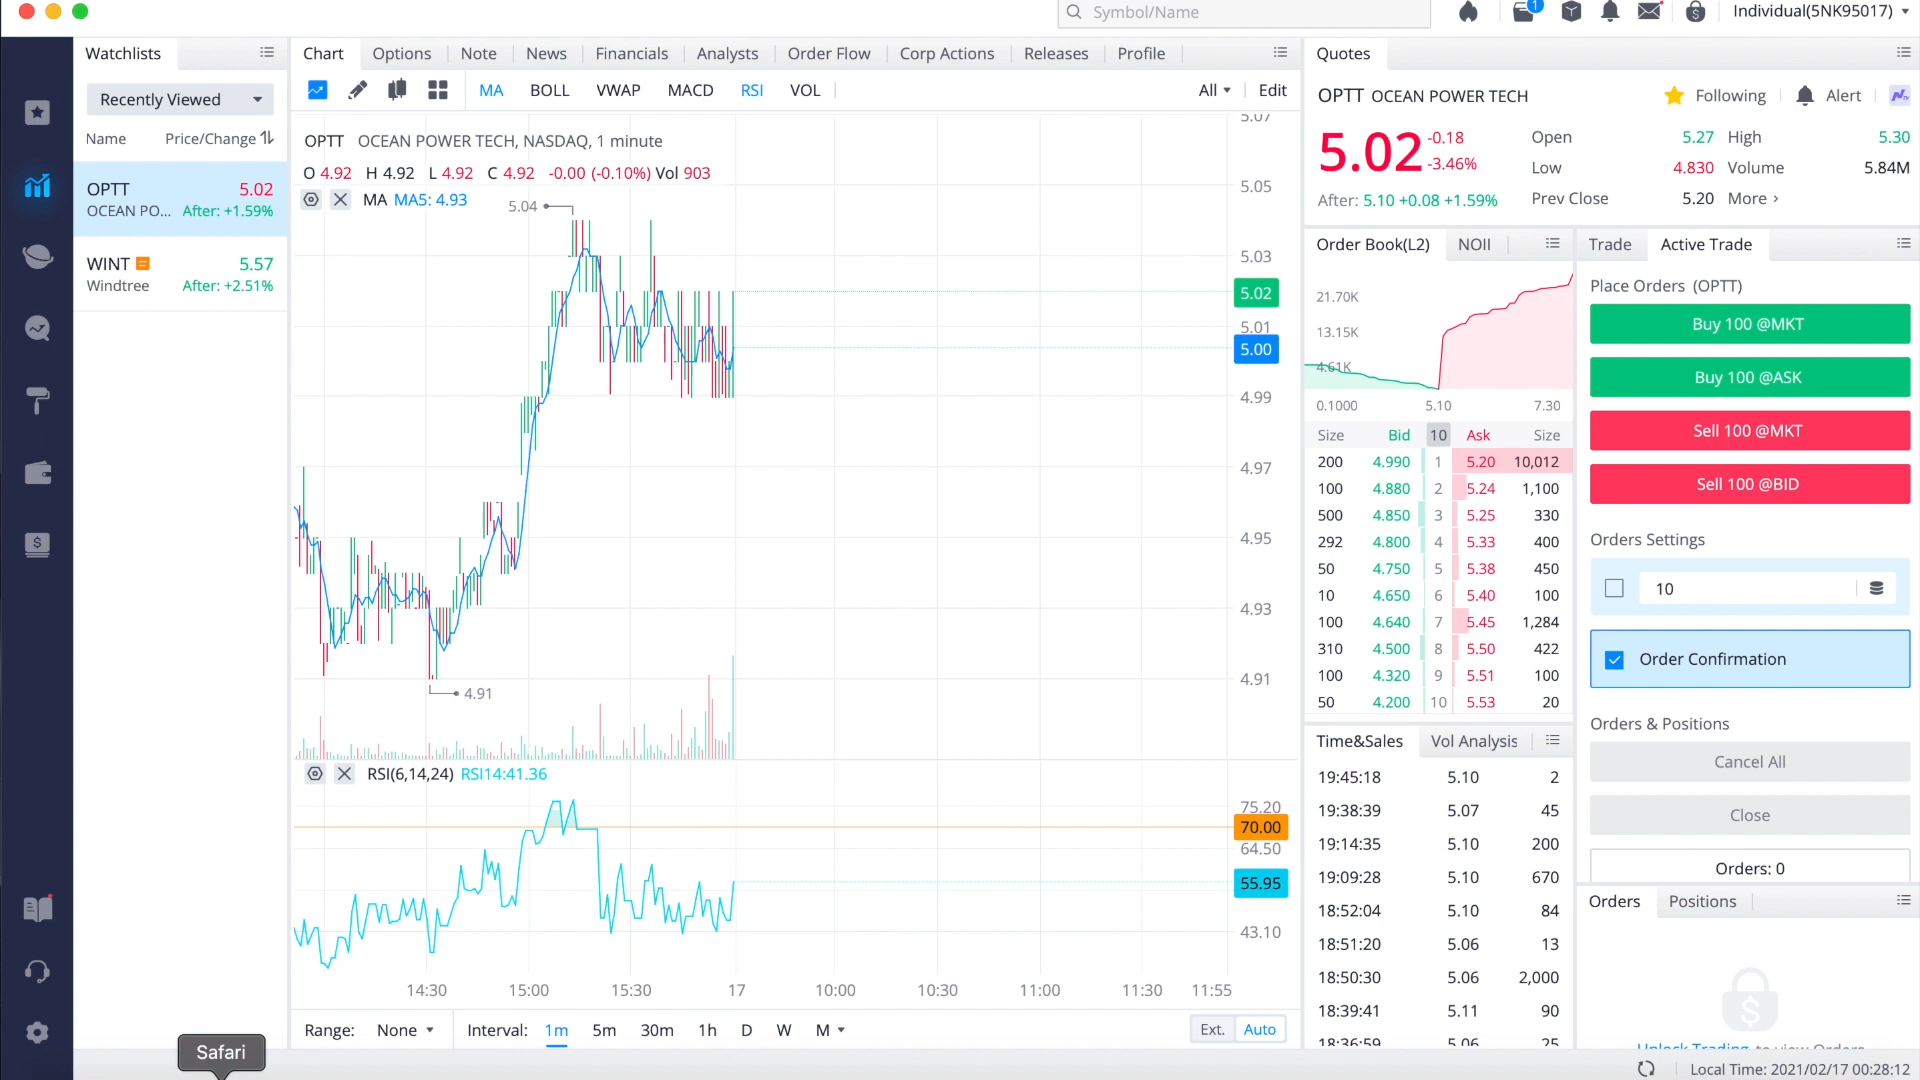 Symbol/Name
1
Individual(5NK95017)
Watchlists
Recently Viewed
Name Price/Change
OPTT 5.02
OCEAN PO... After: +1.59%
WINT 5.57
Windtree After: +2.51%
Chart Options Note News Financials Analysts Order Flow Corp Actions Releases Profile
MA BOLL VWAP MACD RSI VOL All Edit
OPTT OCEAN POWER TECH, NASDAQ, 1 minute
O 4.92 H 4.92 L 4.92 C 4.92 -0.00 (-0.10%) Vol 903
MA MA5: 4.93
5.04
4.91
5.07
5.05
5.03
5.02
5.01
5.00
4.99
4.97
4.95
4.93
4.91
RSI(6,14,24) RSI14:41.36
75.20
70.00
64.50
55.95
43.10
14:30 15:00 15:30 17 10:00 10:30 11:00 11:30 11:55
Range: None Interval: 1m 5m 30m 1h D W M Ext. Auto
Safari
Quotes
OPTT OCEAN POWER TECH Following Alert
5.02 -0.18
-3.46%
After: 5.10 +0.08 +1.59%
Open 5.27 High 5.30
Low 4.830 Volume 5.84M
Prev Close 5.20 More ›
Order Book(L2) NOII
21.70K
13.15K
4.61K
0.1000 5.10 7.30
Size Bid 10 Ask Size
200 4.990 1 5.20 10,012
100 4.880 2 5.24 1,100
500 4.850 3 5.25 330
292 4.800 4 5.33 400
50 4.750 5 5.38 450
10 4.650 6 5.40 100
100 4.640 7 5.45 1,284
310 4.500 8 5.50 422
100 4.320 9 5.51 100
50 4.200 10 5.53 20
Time&Sales Vol Analysis
19:45:18 5.10 2
19:38:39 5.07 45
19:14:35 5.10 200
19:09:28 5.10 670
18:52:04 5.10 84
18:51:20 5.06 13
18:50:30 5.06 2,000
18:39:41 5.11 90
18:36:59 5.06 25
Trade Active Trade
Place Orders (OPTT)
Buy 100 @MKT
Buy 100 @ASK
Sell 100 @MKT
Sell 100 @BID
Orders Settings
10
Order Confirmation
Orders & Positions
Cancel All
Close
Orders: 0
Orders Positions
Unlock Trading to view Orders
Local Time: 2021/02/17 00:28:12